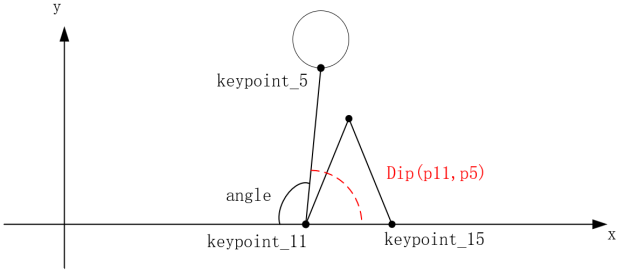 y
keypoint_5
Dip(p11,p5)
angle
keypoint_11
keypoint_15
x